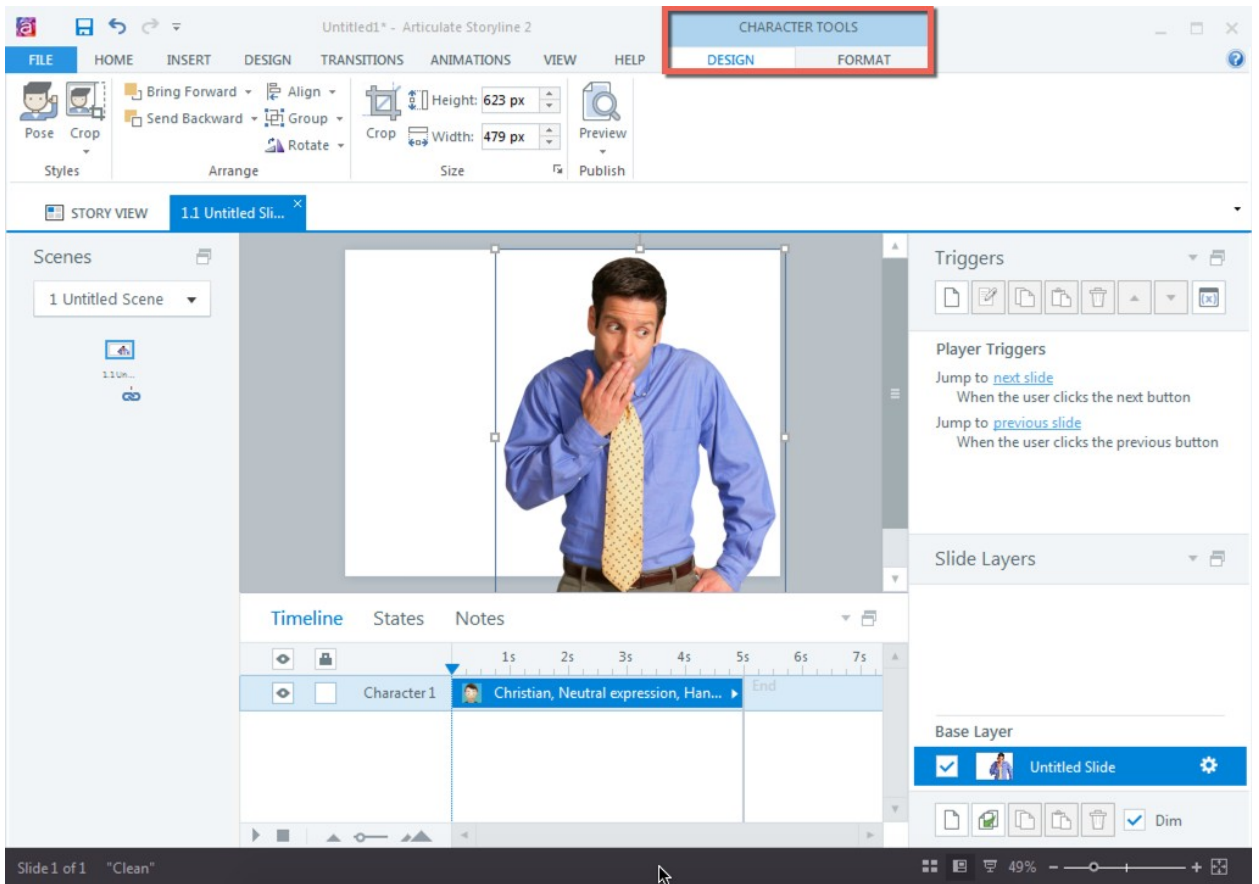 Untitled1* - Articulate Storyline 2
CHARACTER TOOLS
FILE HOME INSERT DESIGN TRANSITIONS ANIMATIONS VIEW HELP DESIGN FORMAT
Bring Forward Align Height: 623 px
Send Backward Group Width: 479 px
Pose Crop Rotate Crop Preview
Styles Arrange Size Publish
STORY VIEW 1.1 Untitled Sli...
Scenes
1 Untitled Scene
1.1 Un...
Triggers
(x)
Player Triggers
Jump to next slide
When the user clicks the next button
Jump to previous slide
When the user clicks the previous button
Slide Layers
Timeline States Notes
1s 2s 3s 4s 5s 6s 7s
Character 1 Christian, Neutral expression, Han... End
Base Layer
Untitled Slide
Dim
Slide 1 of 1 "Clean" 49%